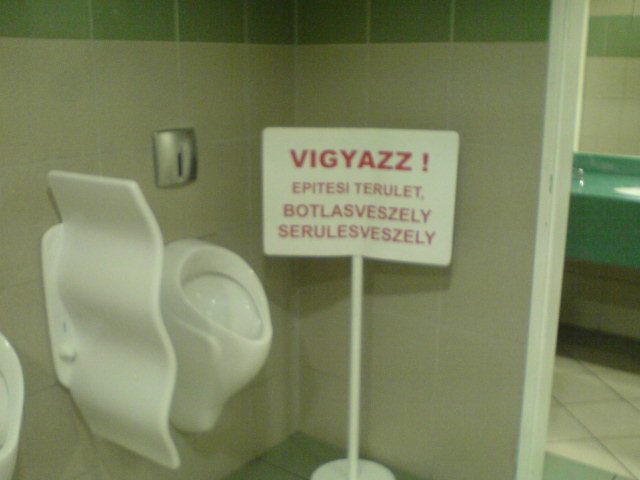 VIGYAZZ !
EPITESI TERULET,
BOTLASVESZELY
SERULESVESZELY